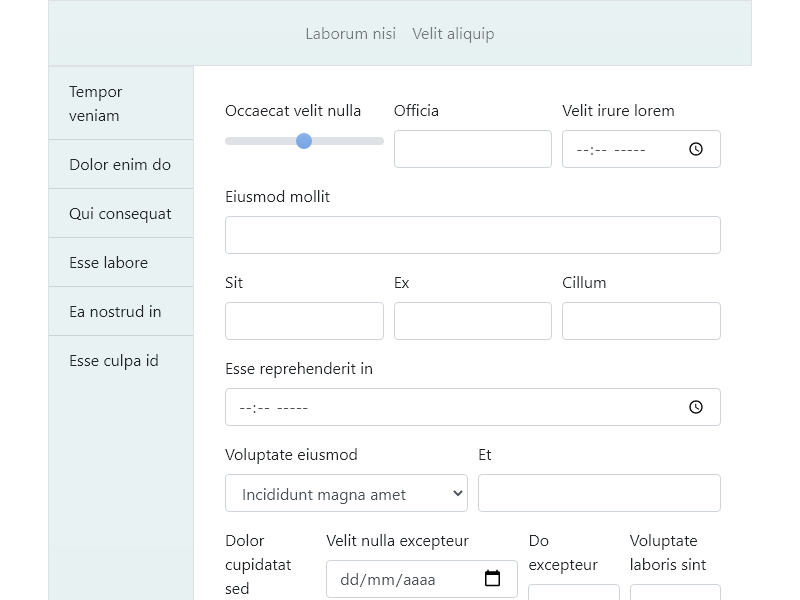 Laborum nisi Velit aliquip
Tempor
veniam
Dolor enim do
Qui consequat
Esse labore
Ea nostrud in
Esse culpa id
Occaecat velit nulla Officia Velit irure lorem
--:-- -----
Eiusmod mollit
Sit Ex Cillum
Esse reprehenderit in
--:-- -----
Voluptate eiusmod Et
Incididunt magna amet
Dolor
cupidatat
sed
Velit nulla excepteur
dd/mm/aaaa
Do
excepteur
Voluptate
laboris sint